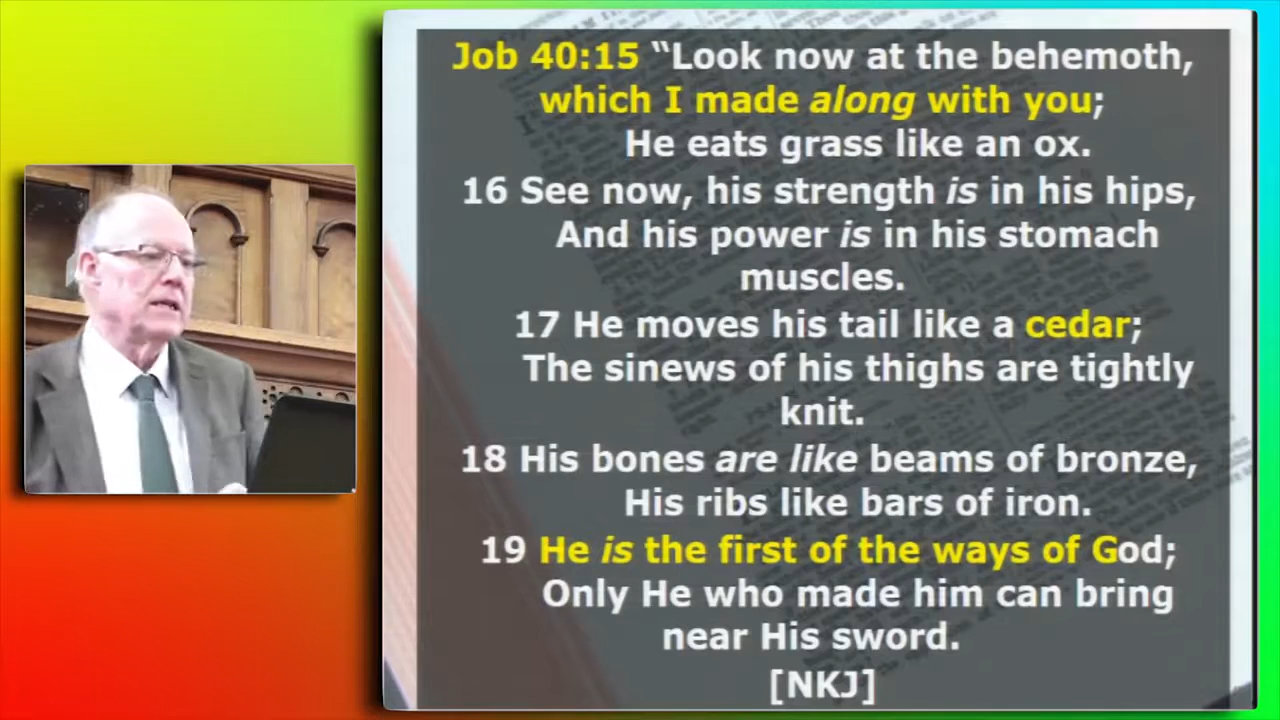 Job 40:15 “Look now at the behemoth,
which I made along with you;
He eats grass like an ox.
16 See now, his strength is in his hips,
And his power is in his stomach
muscles.
17 He moves his tail like a cedar;
The sinews of his thighs are tightly
knit.
18 His bones are like beams of bronze,
His ribs like bars of iron.
19 He is the first of the ways of God;
Only He who made him can bring
near His sword.
[NKJ]